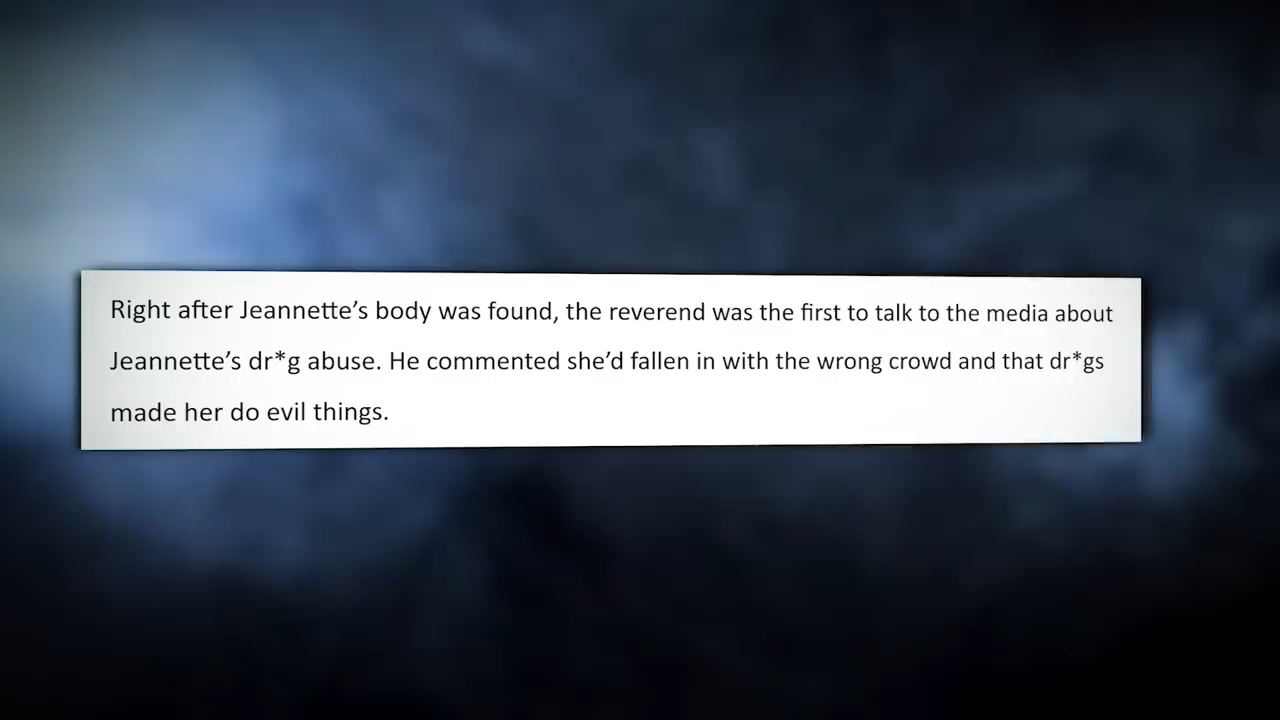 Right after Jeannette’s body was found, the reverend was the first to talk to the media about
Jeannette’s dr*g abuse. He commented she’d fallen in with the wrong crowd and that dr*gs
made her do evil things.